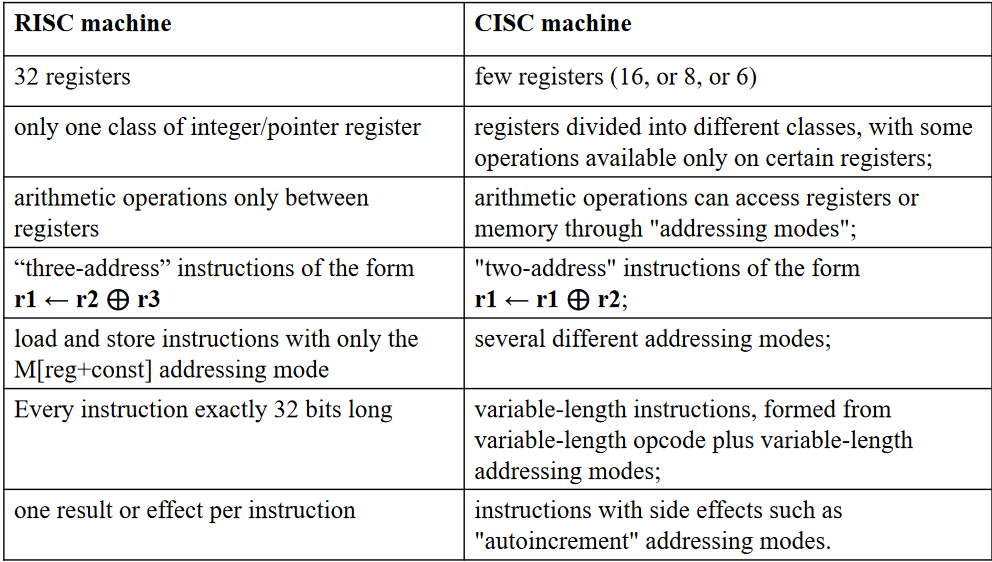 RISC machine
CISC machine
32 registers
few registers (16, or 8, or 6)
only one class of integer/pointer register
registers divided into different classes, with some
operations available only on certain registers;
arithmetic operations only between
registers
arithmetic operations can access registers or
memory through "addressing modes";
“three-address” instructions of the form
r1 ← r2 ⊕ r3
"two-address" instructions of the form
r1 ← r1 ⊕ r2;
load and store instructions with only the
M[reg+const] addressing mode
several different addressing modes;
Every instruction exactly 32 bits long
variable-length instructions, formed from
variable-length opcode plus variable-length
addressing modes;
one result or effect per instruction
instructions with side effects such as
"autoincrement" addressing modes.